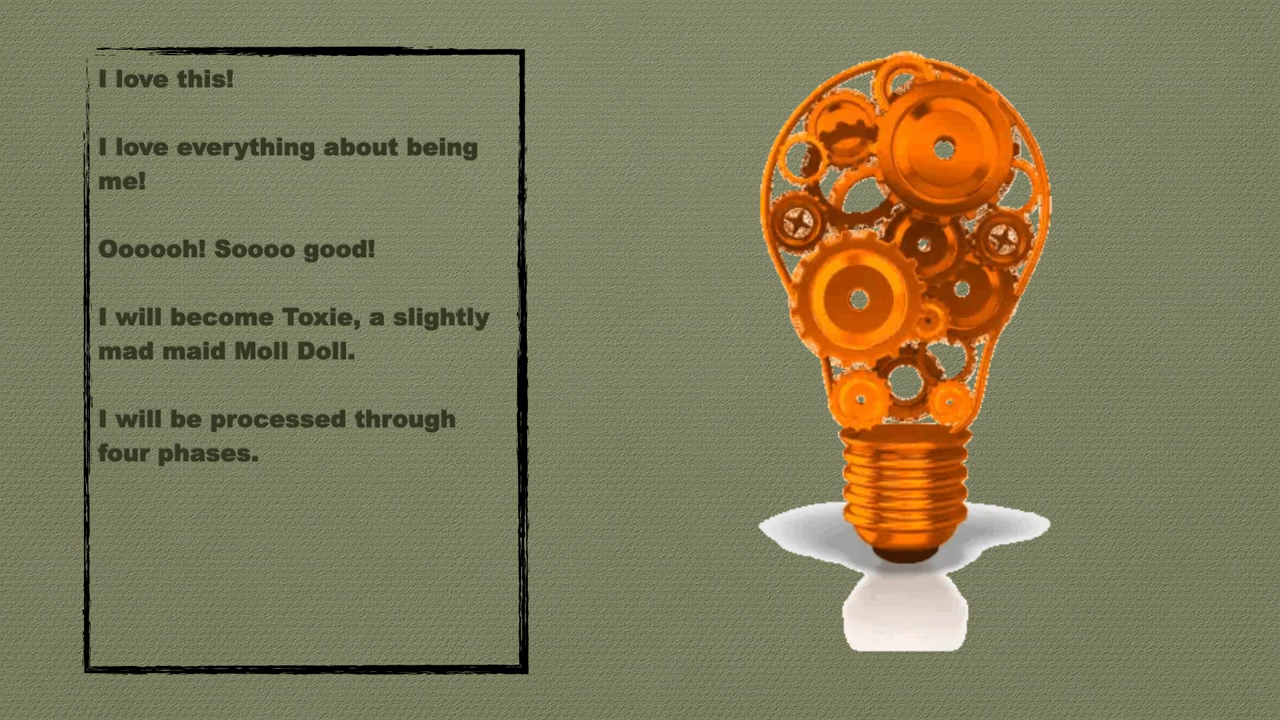 I love this!
I love everything about being
me!
Oooooh! Soooo good!
I will become Toxie, a slightly
mad maid Moll Doll.
I will be processed through
four phases.